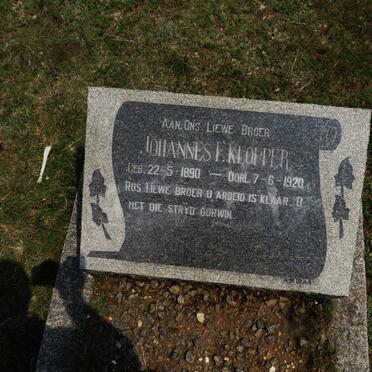 AAN ONS LIEWE BROER
JOHANNES F. KLOPPER
GEB. 22-5-1890 — OORL. 7-6-1920
RUS LIEWE BROER U ARBEID IS KLAAR. U
HET DIE STRYD OORWIN